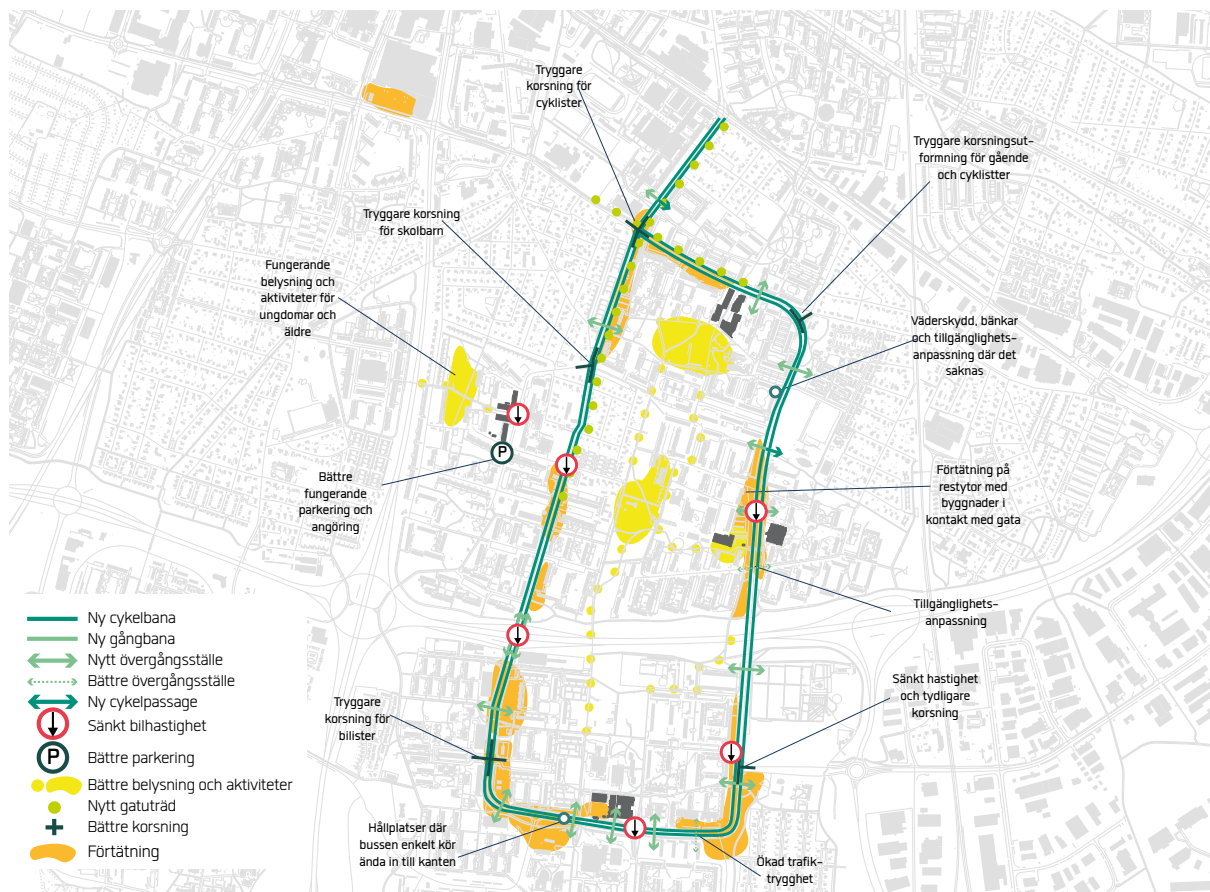 Tryggare
korsning för
cyklister
Tryggare korsningsut-
formning för gående
och cyklistter
Tryggare korsning
för skolbarn
Fungerande
belysning och
aktiviteter för
ungdomar och
äldre
Väderskydd, bänkar
och tillgänglighets-
anpassning där det
saknas
P
Bättre
fungerande
parkering och
angöring
Förtätning på
restytor med
byggnader i
kontakt med gata
Tillgänglighets-
anpassning
Sänkt hastighet
och tydligare
korsning
Tryggare
korsning för
bilister
Hållplatser där
bussen enkelt kör
ända in till kanten
Ökad trafik-
trygghet
Ny cykelbana
Ny gångbana
Nytt övergångsställe
Bättre övergångsställe
Ny cykelpassage
Sänkt bilhastighet
P
Bättre parkering
Bättre belysning och aktiviteter
Nytt gatuträd
Bättre korsning
Förtätning